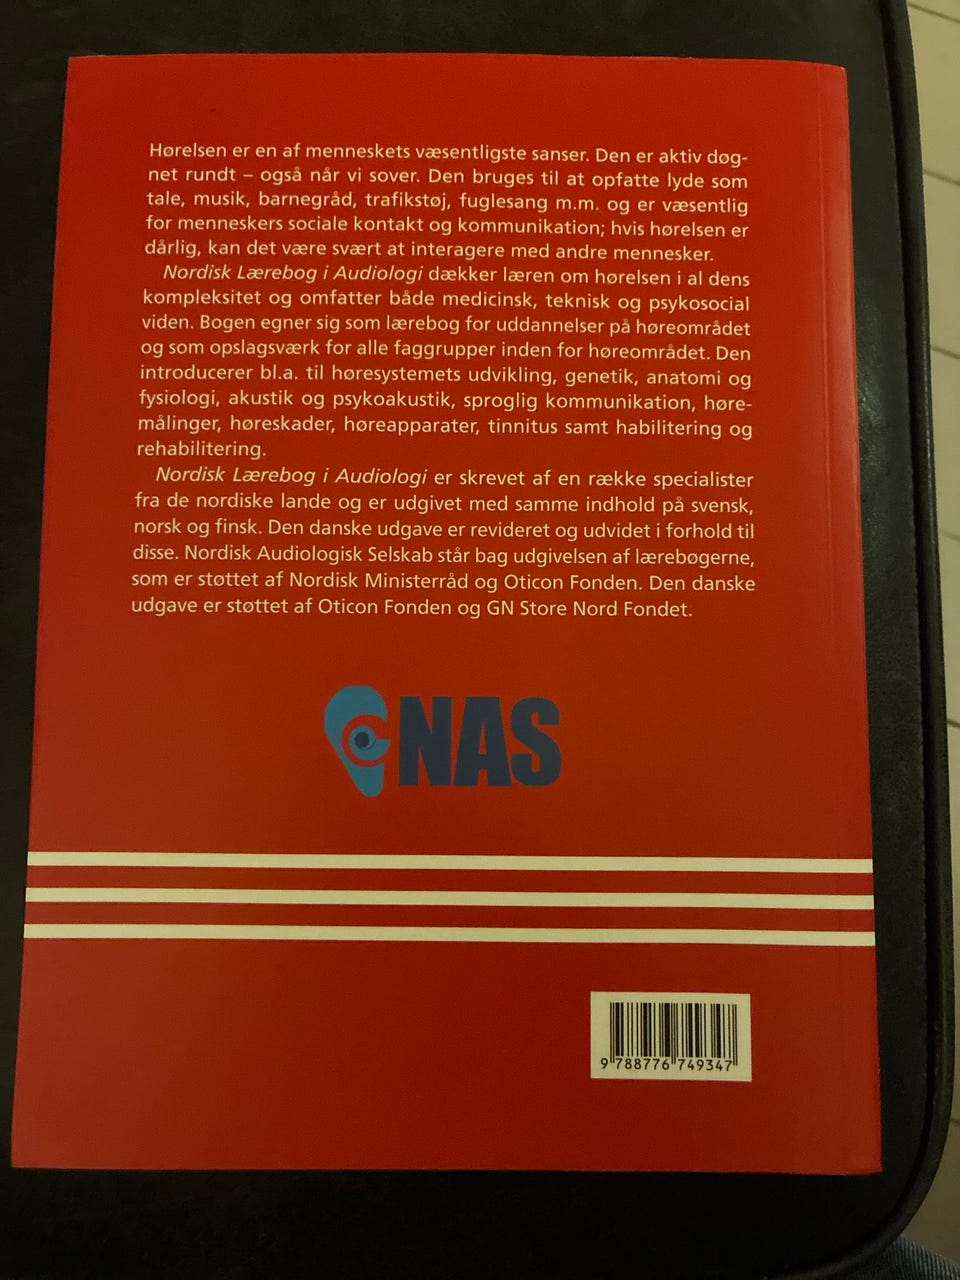 Hørelsen er en af menneskets væsentligste sanser. Den er aktiv døg-
net rundt – også når vi sover. Den bruges til at opfatte lyde som
tale, musik, barnegråd, trafikstøj, fuglesang m.m. og er væsentlig
for menneskers sociale kontakt og kommunikation; hvis hørelsen er
dårlig, kan det være svært at interagere med andre mennesker.
Nordisk Lærebog i Audiologi dækker læren om hørelsen i al dens
kompleksitet og omfatter både medicinsk, teknisk og psykosocial
viden. Bogen egner sig som lærebog for uddannelser på høreområdet
og som opslagsværk for alle faggrupper inden for høreområdet. Den
introducerer bl.a. til høresystemets udvikling, genetik, anatomi og
fysiologi, akustik og psykoakustik, sproglig kommunikation, høre-
målinger, høreskader, høreapparater, tinnitus samt habilitering og
rehabilitering.
Nordisk Lærebog i Audiologi er skrevet af en række specialister
fra de nordiske lande og er udgivet med samme indhold på svensk,
norsk og finsk. Den danske udgave er revideret og udvidet i forhold til
disse. Nordisk Audiologisk Selskab står bag udgivelsen af lærebøgerne,
som er støttet af Nordisk Ministerråd og Oticon Fonden. Den danske
udgave er støttet af Oticon Fonden og GN Store Nord Fondet.
NAS
9 788776 749347